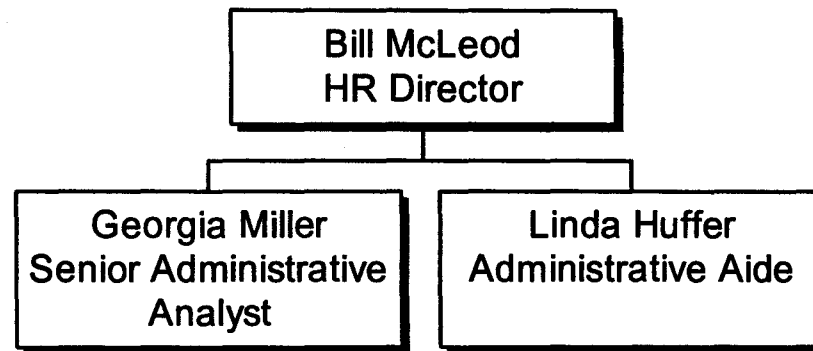 Bill McLeod
HR Director
Georgia Miller
Senior Administrative
Analyst
Linda Huffer
Administrative Aide